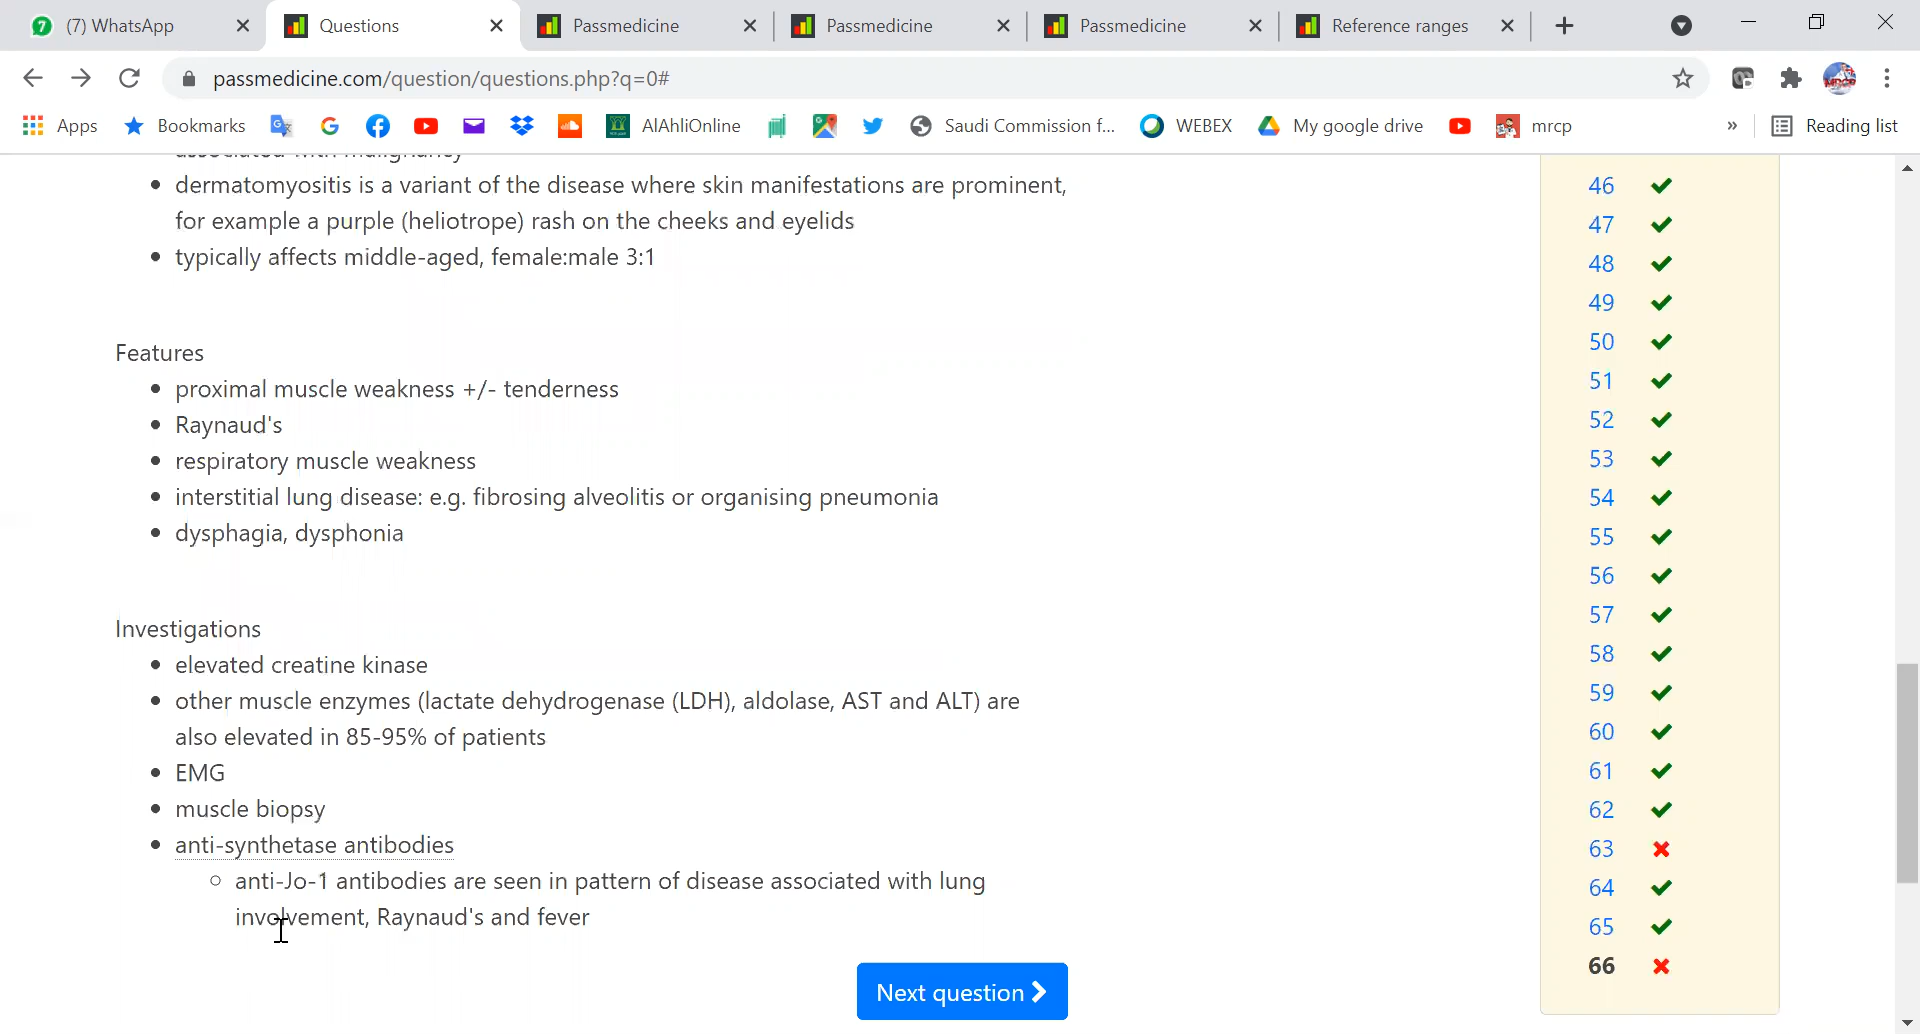 (7) WhatsApp
Questions
Passmedicine
Passmedicine
Passmedicine
Reference ranges
passmedicine.com/question/questions.php?q=0#
Apps
Bookmarks
AlAhliOnline
Saudi Commission f...
WEBEX
My google drive
mrcp
»
Reading list
dermatomyositis is a variant of the disease where skin manifestations are prominent,
for example a purple (heliotrope) rash on the cheeks and eyelids
typically affects middle-aged, female:male 3:1
Features
proximal muscle weakness +/- tenderness
Raynaud's
respiratory muscle weakness
interstitial lung disease: e.g. fibrosing alveolitis or organising pneumonia
dysphagia, dysphonia
Investigations
elevated creatine kinase
other muscle enzymes (lactate dehydrogenase (LDH), aldolase, AST and ALT) are
also elevated in 85-95% of patients
EMG
muscle biopsy
anti-synthetase antibodies
anti-Jo-1 antibodies are seen in pattern of disease associated with lung
involvement, Raynaud's and fever
Next question
46
47
48
49
50
51
52
53
54
55
56
57
58
59
60
61
62
63
64
65
66